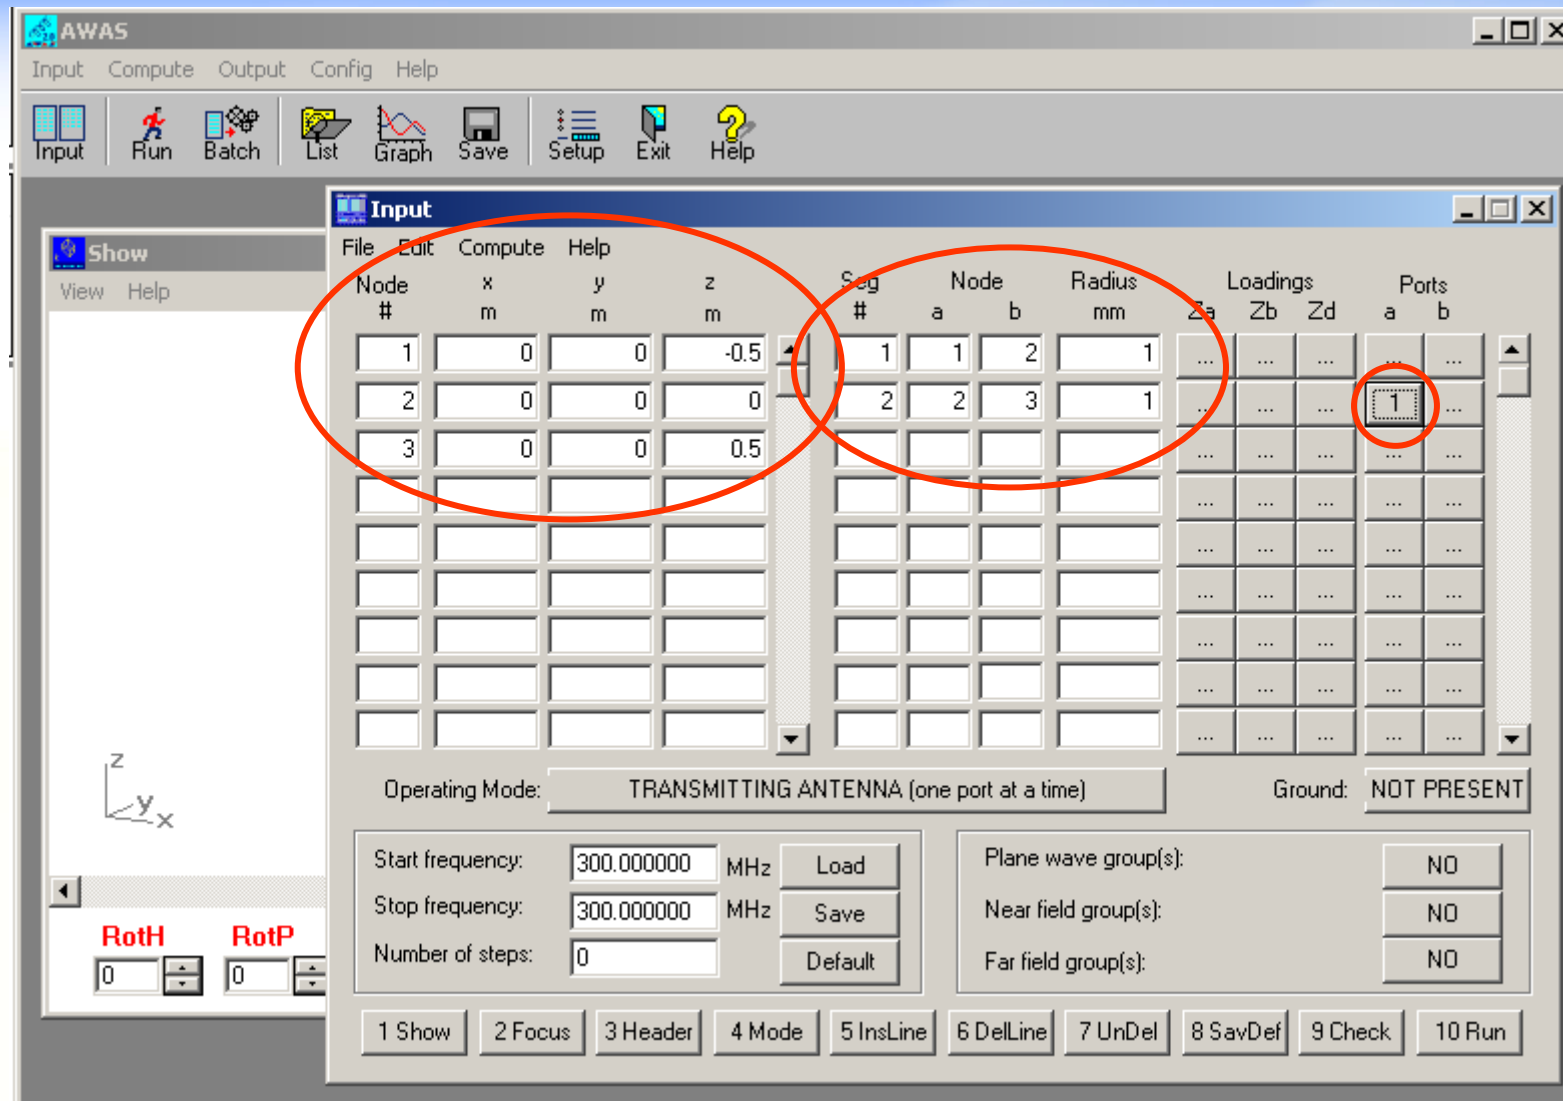 AWAS
Input Compute Output Config Help
Input Run Batch List Graph Save Setup Exit Help
Input
File Edit Compute Help
Show
View Help
Node x y z Seg Node Radius Loadings Ports
# m m m # a b mm Za Zb Zd a b
1 0 0 -0.5 1 1 2 1 ... ... ... ... ...
2 0 0 0 2 2 3 1 ... ... ... 1 ...
3 0 0 0.5 ... ... ... ... ...
... ... ... ... ...
... ... ... ... ...
... ... ... ... ...
... ... ... ... ...
... ... ... ... ...
... ... ... ... ...
z
y
x
Operating Mode: TRANSMITTING ANTENNA (one port at a time) Ground: NOT PRESENT
Start frequency: 300.000000 MHz Load Plane wave group(s): NO
Stop frequency: 300.000000 MHz Save Near field group(s): NO
Number of steps: 0 Default Far field group(s): NO
RotH RotP
0 0
1 Show 2 Focus 3 Header 4 Mode 5 InsLine 6 DelLine 7 UnDel 8 SavDef 9 Check 10 Run